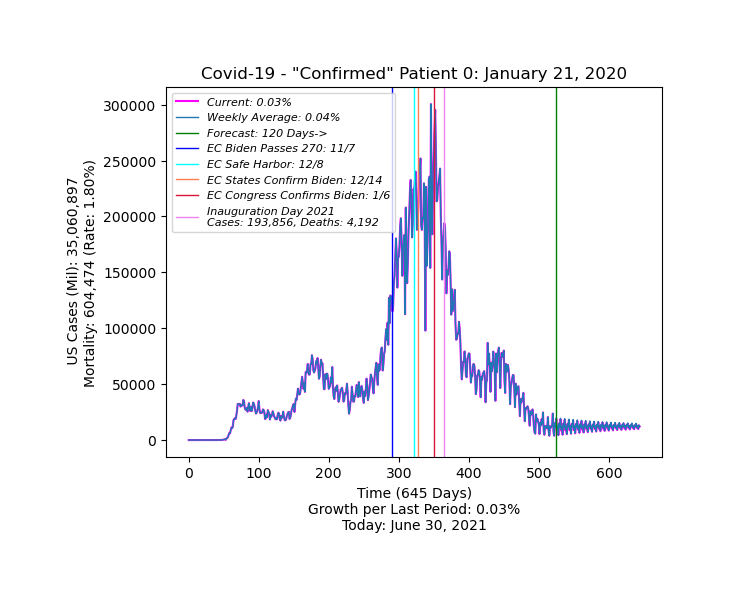 Covid-19 - "Confirmed" Patient 0: January 21, 2020
Current: 0.03%
Weekly Average: 0.04%
Forecast: 120 Days->
EC Biden Passes 270: 11/7
EC Safe Harbor: 12/8
EC States Confirm Biden: 12/14
EC Congress Confirms Biden: 1/6
Inauguration Day 2021
Cases: 193,856, Deaths: 4,192
US Cases (Mil): 35,060,897
Mortality: 604,474 (Rate: 1.80%)
300000
250000
200000
150000
100000
50000
0
0 100 200 300 400 500 600
Time (645 Days)
Growth per Last Period: 0.03%
Today: June 30, 2021